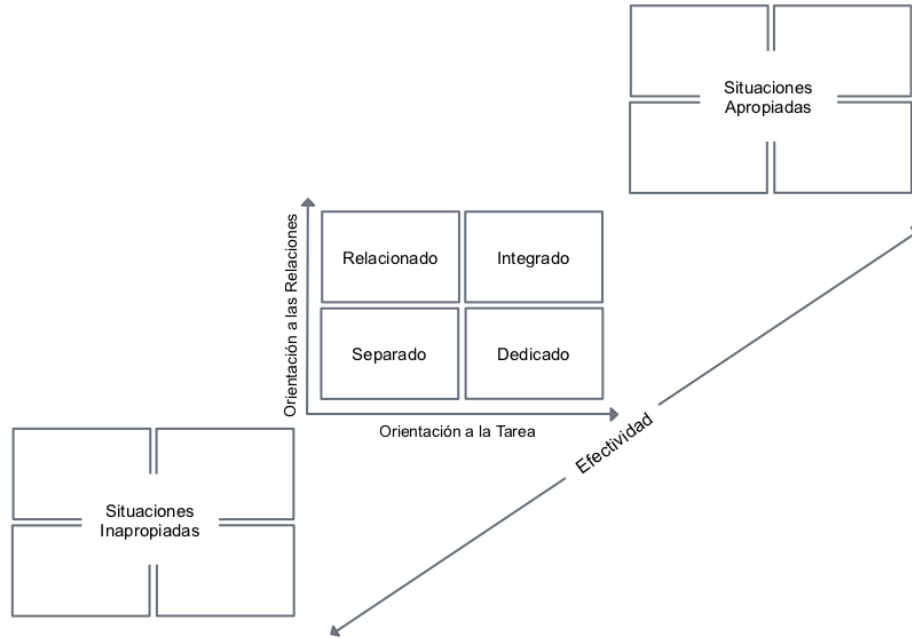 Situaciones
Apropiadas
Orientación a las Relaciones
Relacionado
Integrado
Separado
Dedicado
Orientación a la Tarea
Efectividad
Situaciones
Inapropiadas